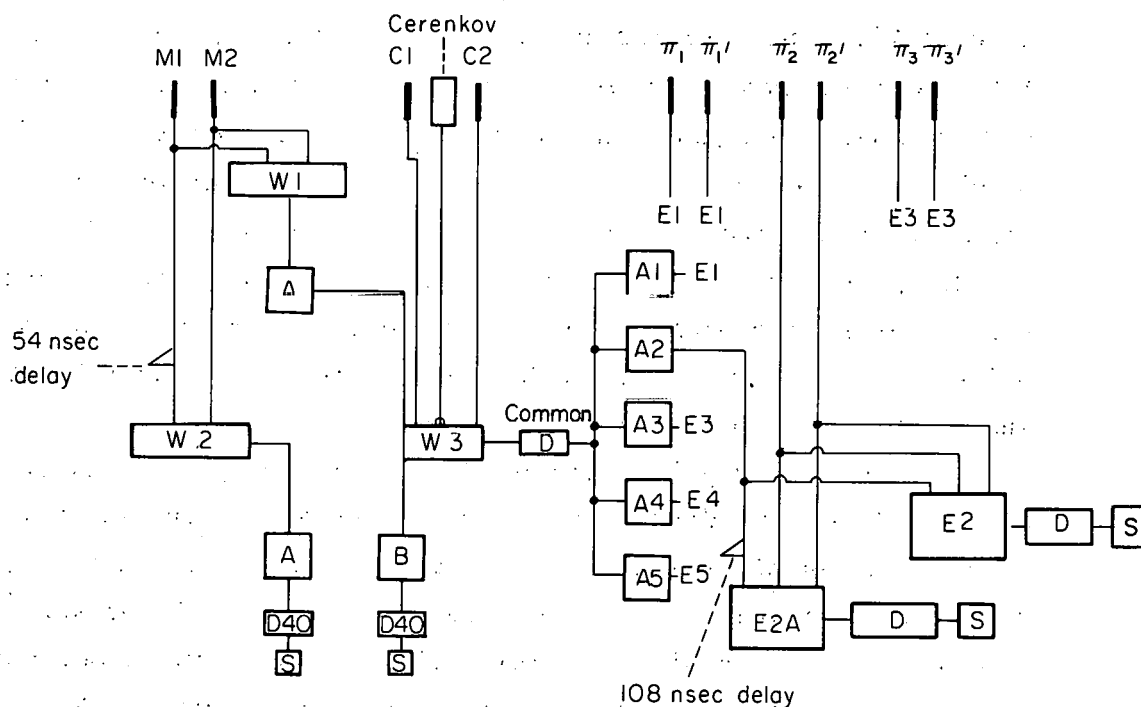 Cerenkov
M1 M2 C1 C2 π1 π1' π2 π2' π3 π3'
W1
E1 E1 E3 E3
A1 E1
A
54 nsec
delay
A2
Common
A3 E3
W.2 W3 D
A4 E4
E2 D S
A B
A5 E5
D40 D40 E2A D S
S S
108 nsec delay